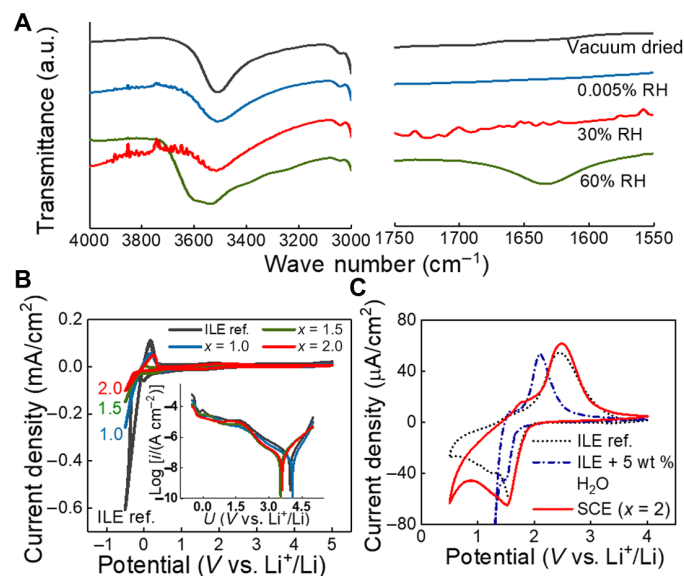 A
Transmittance (a.u.)
Vacuum dried
0.005% RH
30% RH
60% RH
4000 3800 3600 3400 3200 3000 1750 1700 1650 1600 1550
Wave number (cm⁻¹)
B
Current density (mA/cm²)
0.2
0.0
-0.2
-0.4
-0.6
ILE ref. x = 1.5
x = 1.0 x = 2.0
2.0
1.5
1.0
ILE ref.
-Log [i/(A cm⁻²)]
-4
-6
-8
-10
0.0 1.5 3.0 4.5
U (V vs. Li⁺/Li)
-1 0 1 2 3 4 5
Potential (V vs. Li⁺/Li)
C
Current density (μA/cm²)
80
40
0
-40
-80
ILE ref.
ILE + 5 wt %
H₂O
SCE (x = 2)
0 1 2 3 4
Potential (V vs. Li⁺/Li)